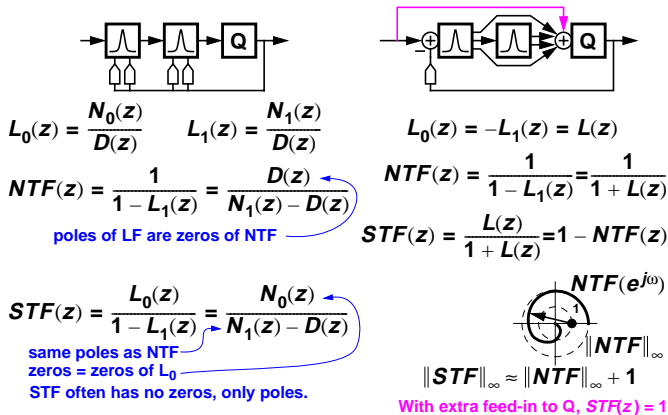 Q
L₀(z) = N₀(z) / D(z)   L₁(z) = N₁(z) / D(z)
NTF(z) = 1 / (1 – L₁(z)) = D(z) / (N₁(z) – D(z))
poles of LF are zeros of NTF
STF(z) = L₀(z) / (1 – L₁(z)) = N₀(z) / (N₁(z) – D(z))
same poles as NTF
zeros = zeros of L₀
STF often has no zeros, only poles.
+ – + Q
L₀(z) = –L₁(z) = L(z)
NTF(z) = 1 / (1 – L₁(z)) = 1 / (1 + L(z))
STF(z) = L(z) / (1 + L(z)) = 1 – NTF(z)
NTF(e^jω)
1
‖NTF‖∞
‖STF‖∞ ≈ ‖NTF‖∞ + 1
With extra feed-in to Q, STF(z) = 1